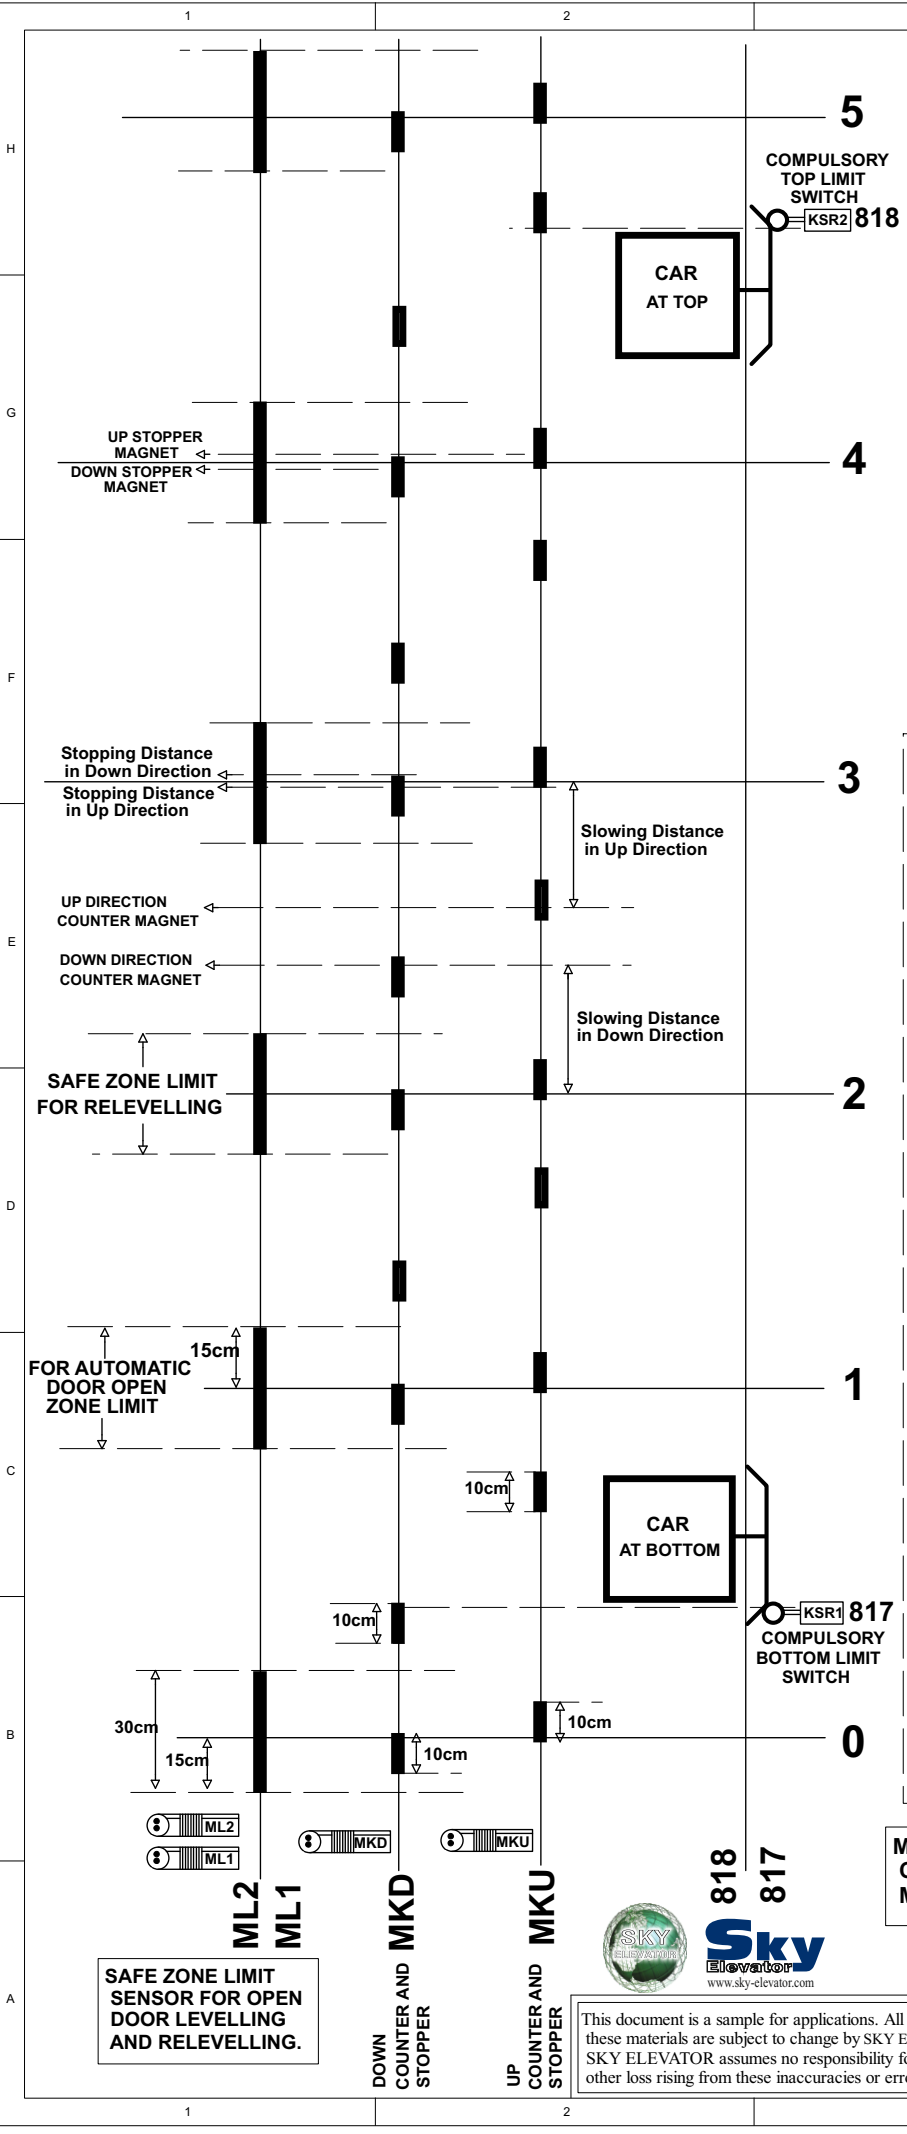 1
2
H
5
COMPULSORY
TOP LIMIT
SWITCH
KSR2 818
CAR
AT TOP
G
UP STOPPER
MAGNET
DOWN STOPPER
MAGNET
4
F
Stopping Distance
in Down Direction
Stopping Distance
in Up Direction
3
Slowing Distance
in Up Direction
UP DIRECTION
COUNTER MAGNET
E
DOWN DIRECTION
COUNTER MAGNET
Slowing Distance
in Down Direction
SAFE ZONE LIMIT
FOR RELEVELLING
2
D
15cm
FOR AUTOMATIC
DOOR OPEN
ZONE LIMIT
1
C
10cm
CAR
AT BOTTOM
10cm
KSR1 817
COMPULSORY
BOTTOM LIMIT
SWITCH
B
30cm
15cm
10cm
10cm
0
ML2
ML1
MKD
MKU
ML2
ML1
MKD
MKU
818
817
M
C
M
SKY
ELEVATOR
Sky
Elevator
www.sky-elevator.com
A
SAFE ZONE LIMIT
SENSOR FOR OPEN
DOOR LEVELLING
AND RELEVELLING.
DOWN
COUNTER AND
STOPPER
UP
COUNTER AND
STOPPER
This document is a sample for applications. All
these materials are subject to change by SKY E
SKY ELEVATOR assumes no responsibility fo
other loss rising from these inaccuracies or erro
1
2